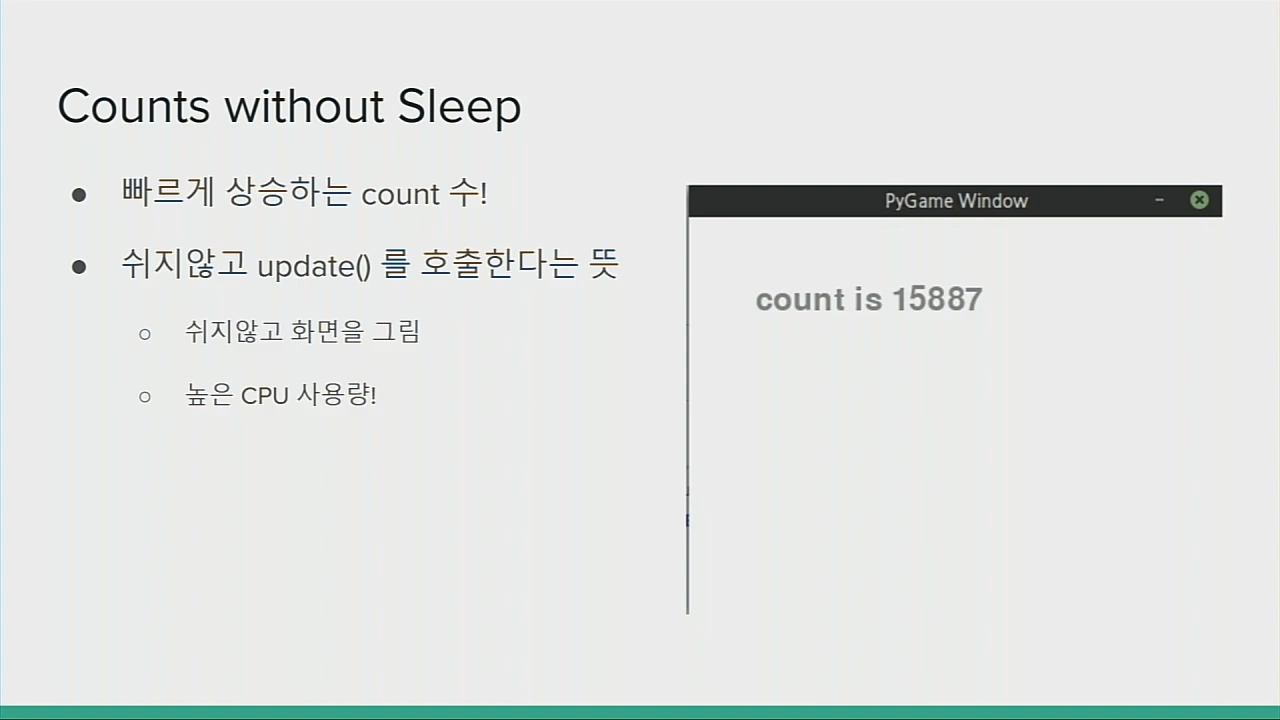 Counts without Sleep
● 빠르게 상승하는 count 수!
● 쉬지않고 update() 를 호출한다는 뜻
○ 쉬지않고 화면을 그림
○ 높은 CPU 사용량!
PyGame Window
count is 15887